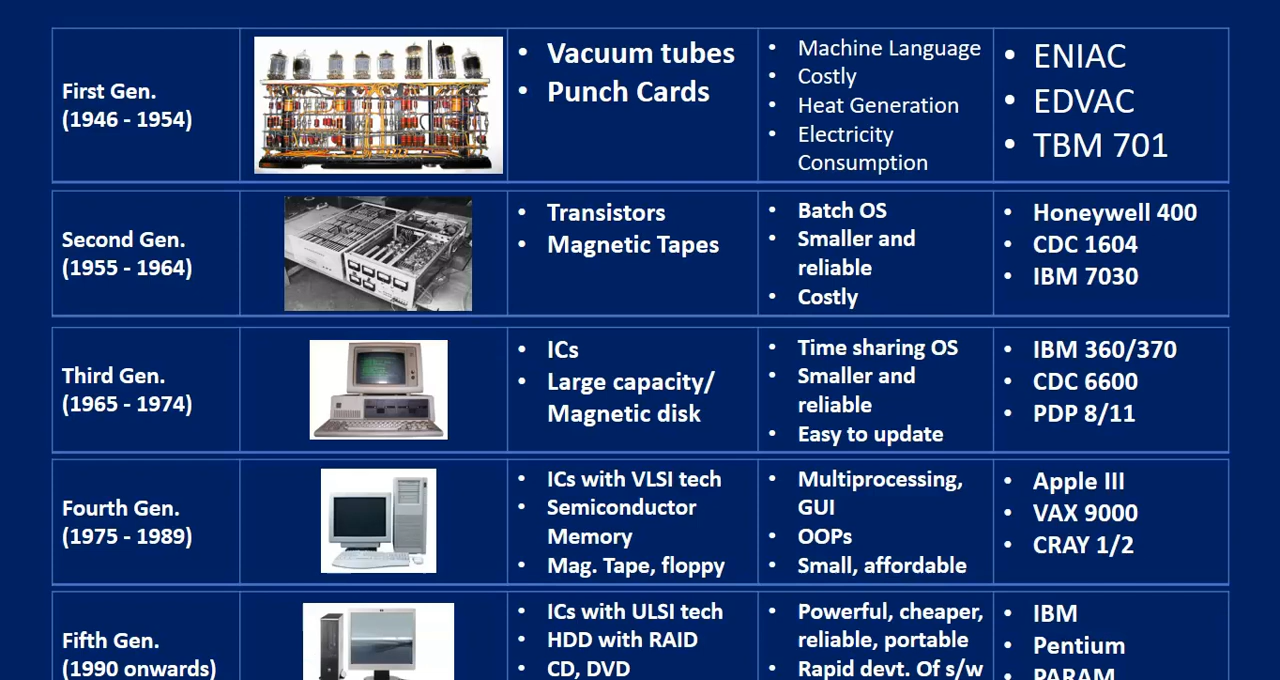 First Gen.
(1946 - 1954)
• Vacuum tubes
• Punch Cards
• Machine Language
• Costly
• Heat Generation
• Electricity
Consumption
• ENIAC
• EDVAC
• TBM 701
Second Gen.
(1955 - 1964)
• Transistors
• Magnetic Tapes
• Batch OS
• Smaller and
reliable
• Costly
• Honeywell 400
• CDC 1604
• IBM 7030
Third Gen.
(1965 - 1974)
• ICs
• Large capacity/
Magnetic disk
• Time sharing OS
• Smaller and
reliable
• Easy to update
• IBM 360/370
• CDC 6600
• PDP 8/11
Fourth Gen.
(1975 - 1989)
• ICs with VLSI tech
• Semiconductor
Memory
• Mag. Tape, floppy
• Multiprocessing,
GUI
• OOPs
• Small, affordable
• Apple III
• VAX 9000
• CRAY 1/2
Fifth Gen.
(1990 onwards)
• ICs with ULSI tech
• HDD with RAID
• CD, DVD
• Powerful, cheaper,
reliable, portable
• Rapid devt. Of s/w
• IBM
• Pentium
• PARAM